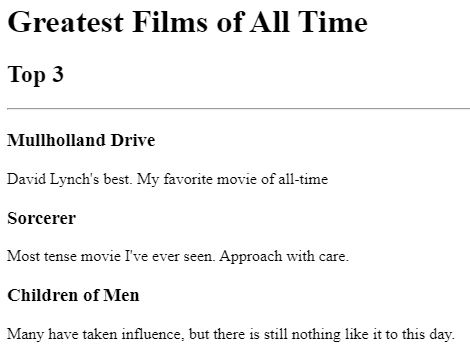 Greatest Films of All Time
Top 3
Mullholland Drive
David Lynch's best. My favorite movie of all-time
Sorcerer
Most tense movie I've ever seen. Approach with care.
Children of Men
Many have taken influence, but there is still nothing like it to this day.